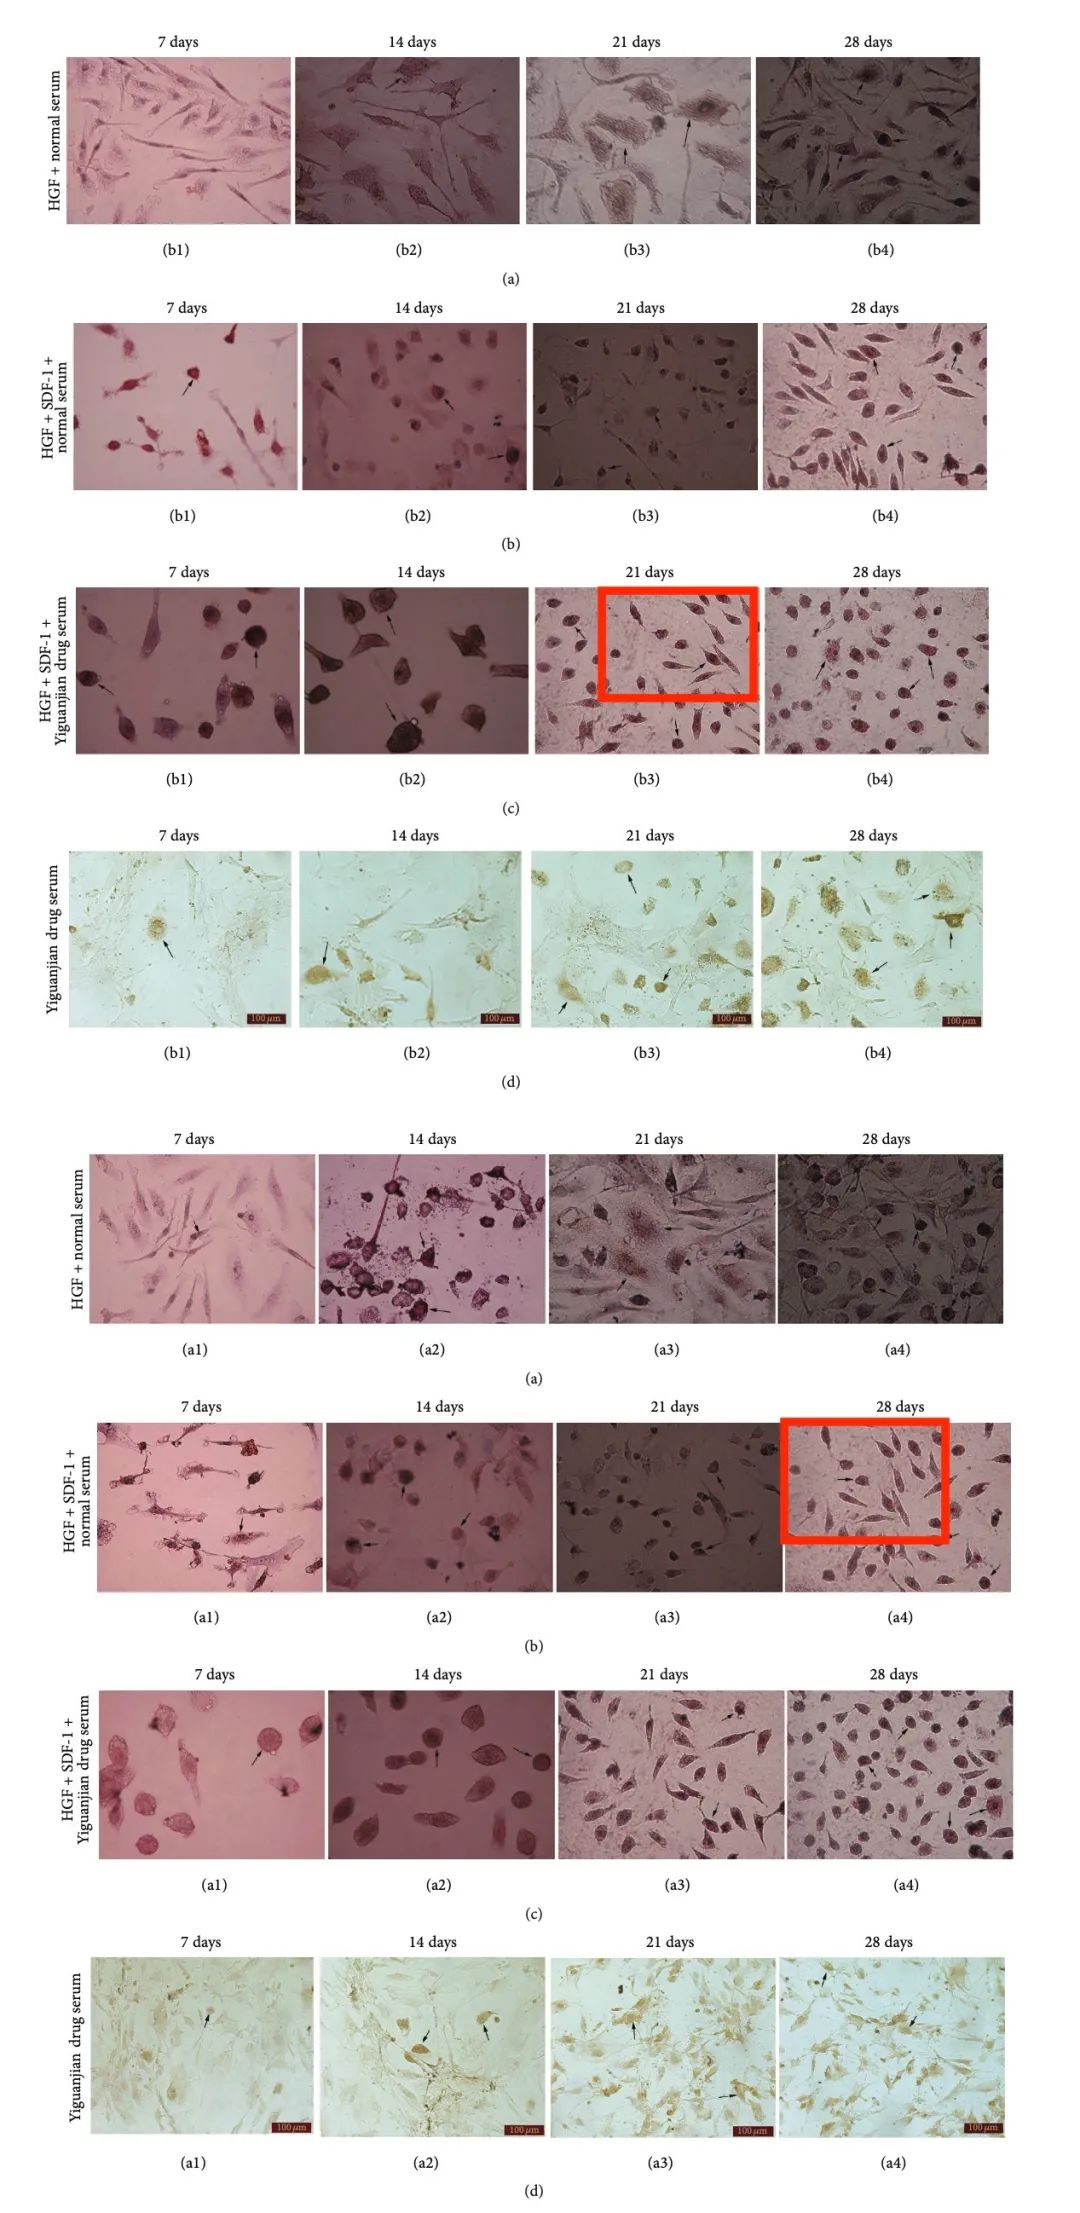 7 days 14 days 21 days 28 days
HGF + normal serum
(b1) (b2) (b3) (b4)
(a)
7 days 14 days 21 days 28 days
HGF + SDF-1 +
normal serum
(b1) (b2) (b3) (b4)
(b)
7 days 14 days 21 days 28 days
HGF + SDF-1 +
Yiguanjian drug serum
(b1) (b2) (b3) (b4)
(c)
7 days 14 days 21 days 28 days
Yiguanjian drug serum
100 µm 100 µm 100 µm 100 µm
(b1) (b2) (b3) (b4)
(d)
7 days 14 days 21 days 28 days
HGF + normal serum
(a1) (a2) (a3) (a4)
(a)
7 days 14 days 21 days 28 days
HGF + SDF-1 +
normal serum
(a1) (a2) (a3) (a4)
(b)
7 days 14 days 21 days 28 days
HGF + SDF-1 +
Yiguanjian drug serum
(a1) (a2) (a3) (a4)
(c)
7 days 14 days 21 days 28 days
Yiguanjian drug serum
100 µm 100 µm 100 µm 100 µm
(a1) (a2) (a3) (a4)
(d)